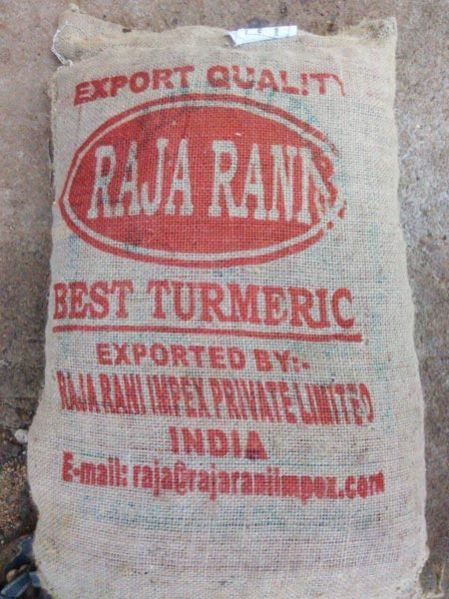 EXPORT QUALITY
RAJA RANI
BEST TURMERIC
EXPORTED BY:-
RAJA RANI IMPEX PRIVATE LIMITED
INDIA
E-mail: raja@rajaraniimpex.com